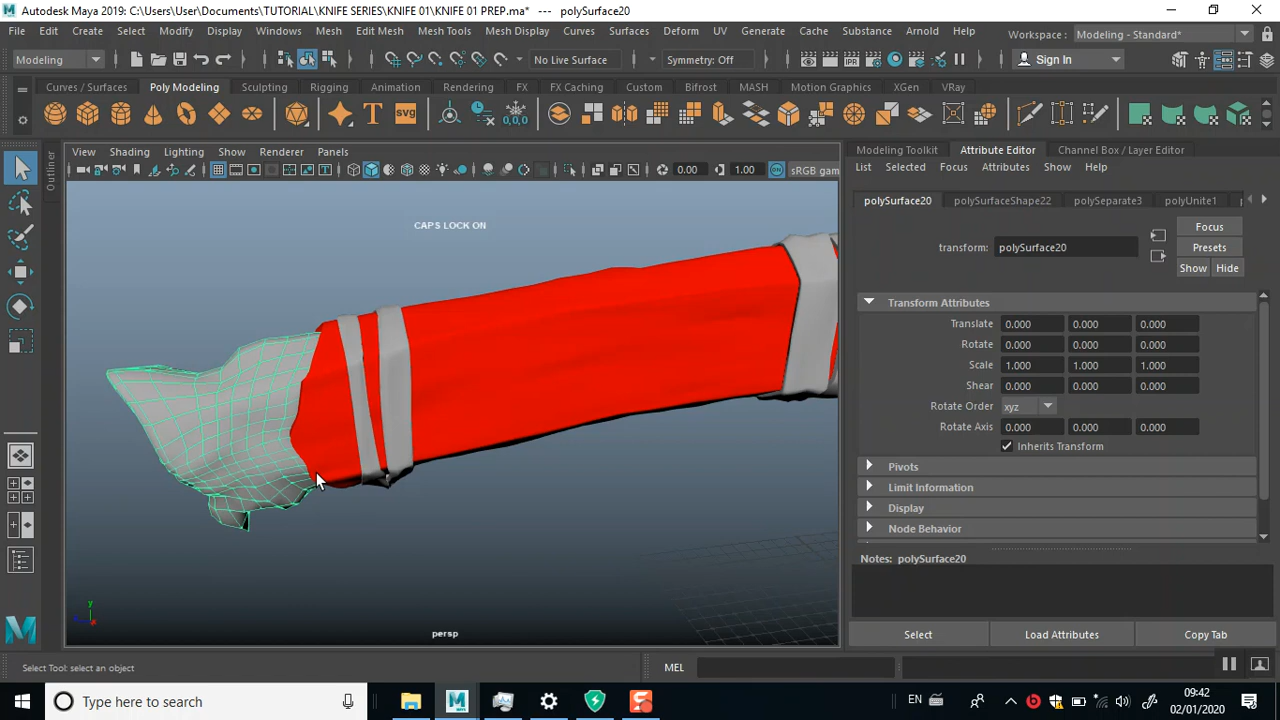 Autodesk Maya 2019: C:\Users\User\Documents\TUTORIAL\KNIFE SERIES\KNIFE 01\KNIFE 01 PREP.ma* --- polySurface20
File Edit Create Select Modify Display Windows Mesh Edit Mesh Mesh Tools Mesh Display Curves Surfaces Deform UV Generate Cache Substance Arnold Help
Workspace : Modeling - Standard*
Modeling No Live Surface Symmetry: Off Sign In
Curves / Surfaces Poly Modeling Sculpting Rigging Animation Rendering FX FX Caching Custom Bifrost MASH Motion Graphics XGen VRay
svg 0,0,0
Outliner
View Shading Lighting Show Renderer Panels
0.00 1.00 sRGB gam
CAPS LOCK ON
y
persp
Modeling Toolkit Attribute Editor Channel Box / Layer Editor
List Selected Focus Attributes Show Help
polySurface20 polySurfaceShape22 polySeparate3 polyUnite1
transform: polySurface20
Focus
Presets
Show Hide
Transform Attributes
Translate 0.000 0.000 0.000
Rotate 0.000 0.000 0.000
Scale 1.000 1.000 1.000
Shear 0.000 0.000 0.000
Rotate Order xyz
Rotate Axis 0.000 0.000 0.000
Inherits Transform
Pivots
Limit Information
Display
Node Behavior
Notes: polySurface20
Select Load Attributes Copy Tab
Select Tool: select an object
MEL
Type here to search
EN
09:42
02/01/2020